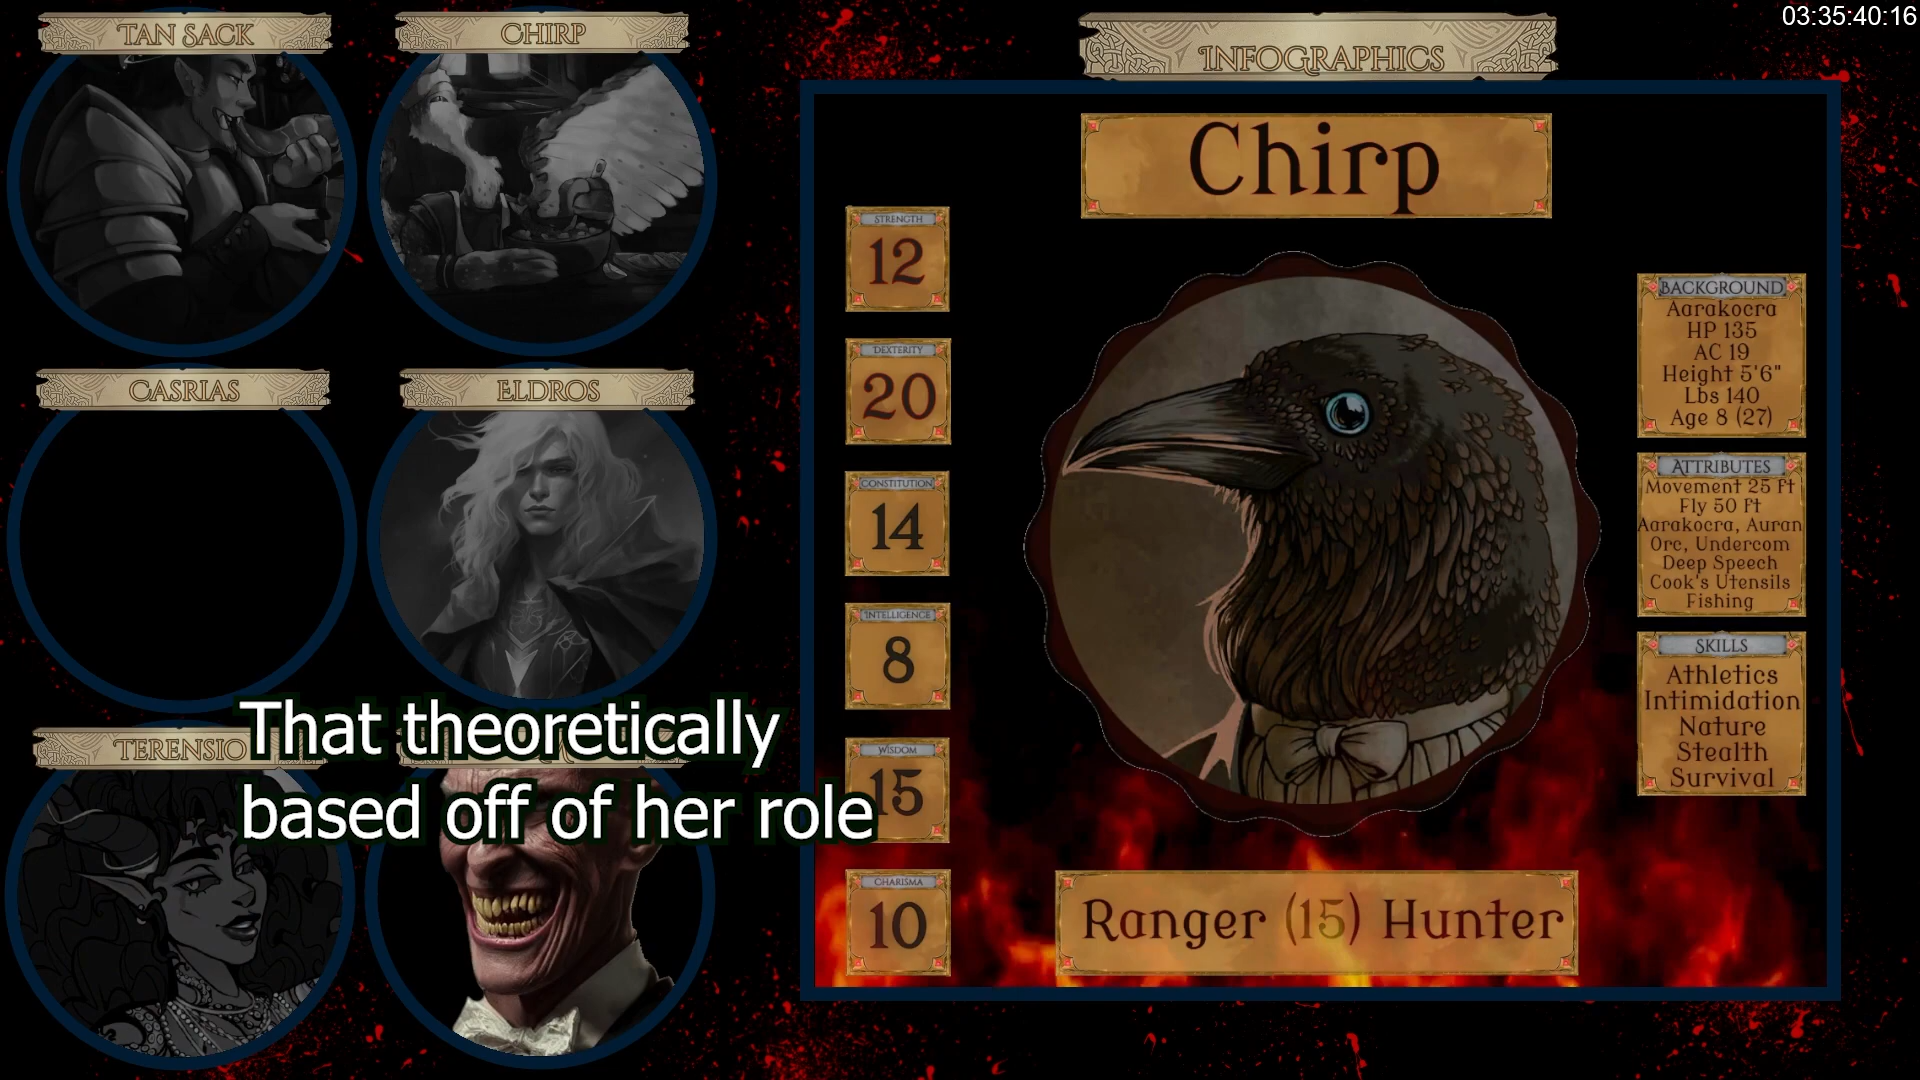 03:35:40:16
TAN SACK
CHIRP
CASRIAS
ELDROS
TERENSIO
That theoretically
based off of her role
INFOGRAPHICS
Chirp
STRENGTH
12
DEXTERITY
20
CONSTITUTION
14
INTELLIGENCE
8
WISDOM
15
CHARISMA
10
BACKGROUND
Aarakocra
HP 135
AC 19
Height 5'6"
Lbs 140
Age 8 (27)
ATTRIBUTES
Movement 25 ft
Fly 50 ft
Aarakocra, Auran
Orc, Undercom
Deep Speech
Cook's Utensils
Fishing
SKILLS
Athletics
Intimidation
Nature
Stealth
Survival
Ranger (15) Hunter